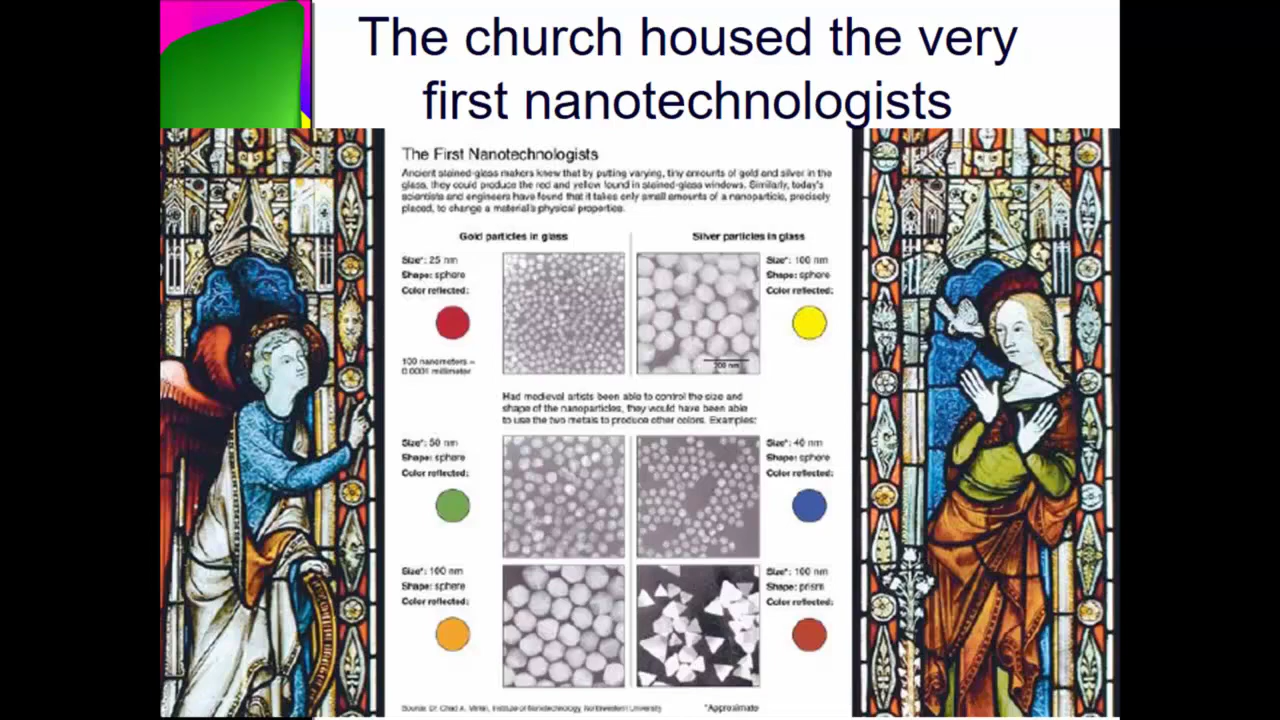 The church housed the very
first nanotechnologists
The First Nanotechnologists
Ancient stained-glass makers knew that by putting varying, tiny amounts of gold and silver in the
glass, they could produce the red and yellow found in stained-glass windows. Similarly, today's
scientists and engineers have found that it takes only small amounts of a nanoparticle, precisely
placed, to change a material's physical properties.
Gold particles in glass
Silver particles in glass
Size*: 25 nm
Shape: sphere
Color reflected:
Size*: 100 nm
Shape: sphere
Color reflected:
100 nanometers =
0.0001 millimeter
200 nm
Had medieval artists been able to control the size and
shape of the nanoparticles, they would have been able
to use the two metals to produce other colors. Examples:
Size*: 50 nm
Shape: sphere
Color reflected:
Size*: 40 nm
Shape: sphere
Color reflected:
Size*: 100 nm
Shape: sphere
Color reflected:
Size*: 100 nm
Shape: prism
Color reflected:
Source: Dr. Chad A. Mirkin, Institute of Nanotechnology, Northwestern University
*Approximate